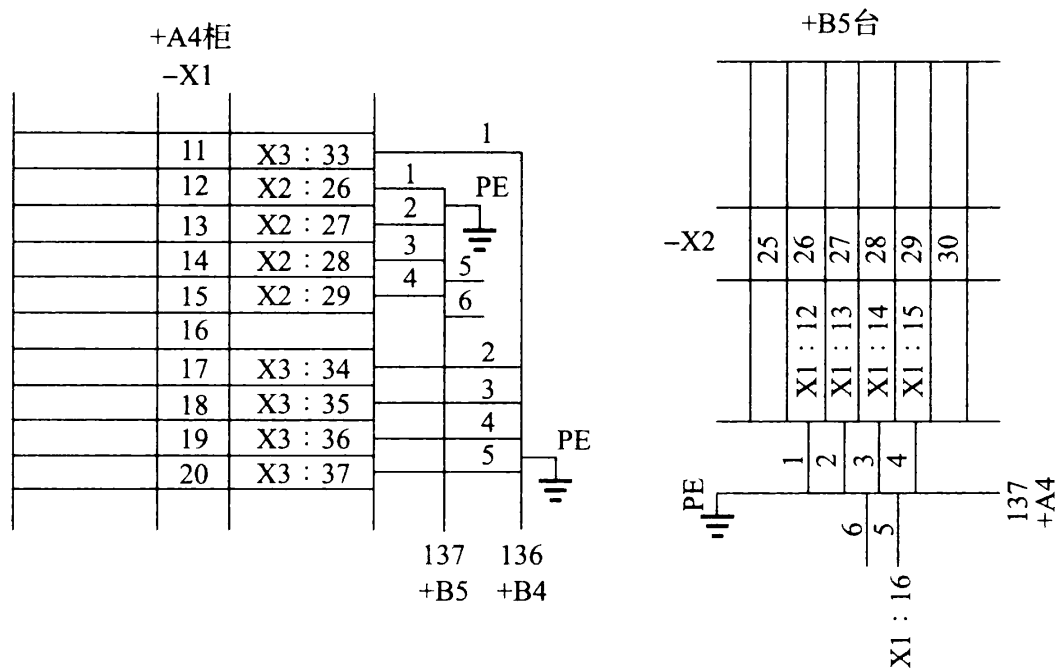 +A4柜
−X1
11 X3：33 1
12 X2：26 1 PE
13 X2：27 2
14 X2：28 3 5
15 X2：29 4 6
16
17 X3：34 2
18 X3：35 3
19 X3：36 4 PE
20 X3：37 5
137 136
+B5 +B4
+B5台
−X2 25 26 27 28 29 30
X1：12 X1：13 X1：14 X1：15
1 2 3 4
PE
6 5
137
+A4
X1：16